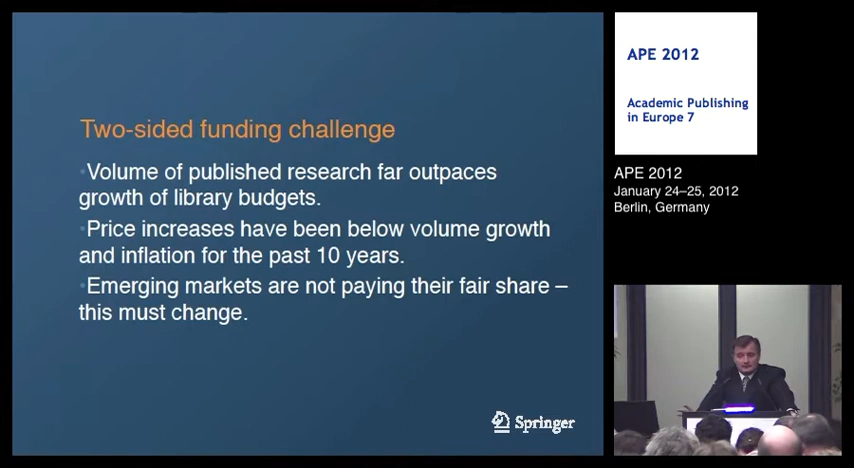 Two-sided funding challenge
•Volume of published research far outpaces
growth of library budgets.
•Price increases have been below volume growth
and inflation for the past 10 years.
•Emerging markets are not paying their fair share –
this must change.
Springer
APE 2012
Academic Publishing
in Europe 7
APE 2012
January 24–25, 2012
Berlin, Germany